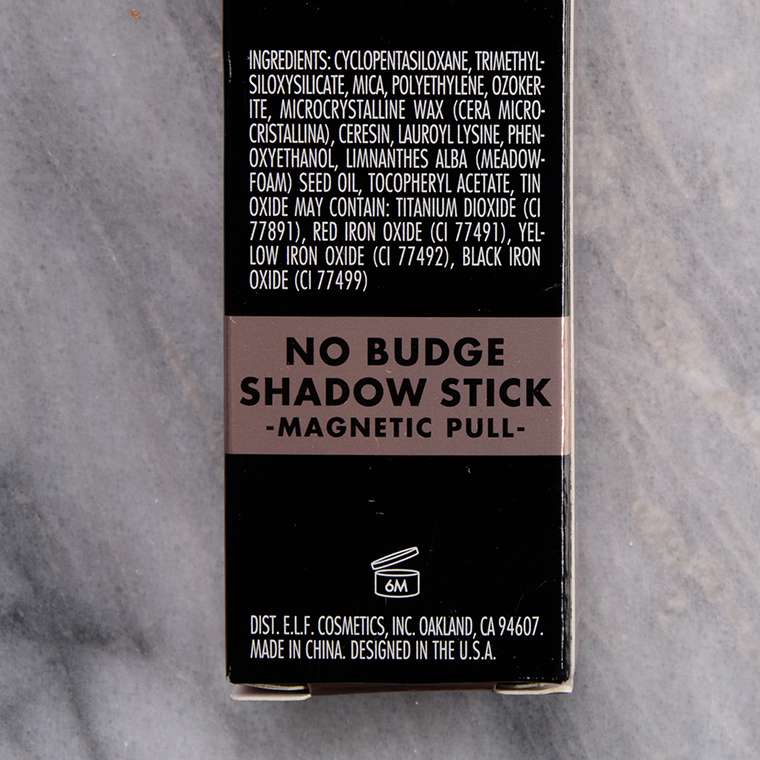 INGREDIENTS: CYCLOPENTASILOXANE, TRIMETHYL-
SILOXYSILICATE, MICA, POLYETHYLENE, OZOKER-
ITE, MICROCRYSTALLINE WAX (CERA MICRO-
CRISTALLINA), CERESIN, LAUROYL LYSINE, PHEN-
OXYETHANOL, LIMNANTHES ALBA (MEADOW-
FOAM) SEED OIL, TOCOPHERYL ACETATE, TIN
OXIDE MAY CONTAIN: TITANIUM DIOXIDE (CI
77891), RED IRON OXIDE (CI 77491), YEL-
LOW IRON OXIDE (CI 77492), BLACK IRON
OXIDE (CI 77499)
NO BUDGE
SHADOW STICK
-MAGNETIC PULL-
6M
DIST. E.L.F. COSMETICS, INC. OAKLAND, CA 94607.
MADE IN CHINA. DESIGNED IN THE U.S.A.